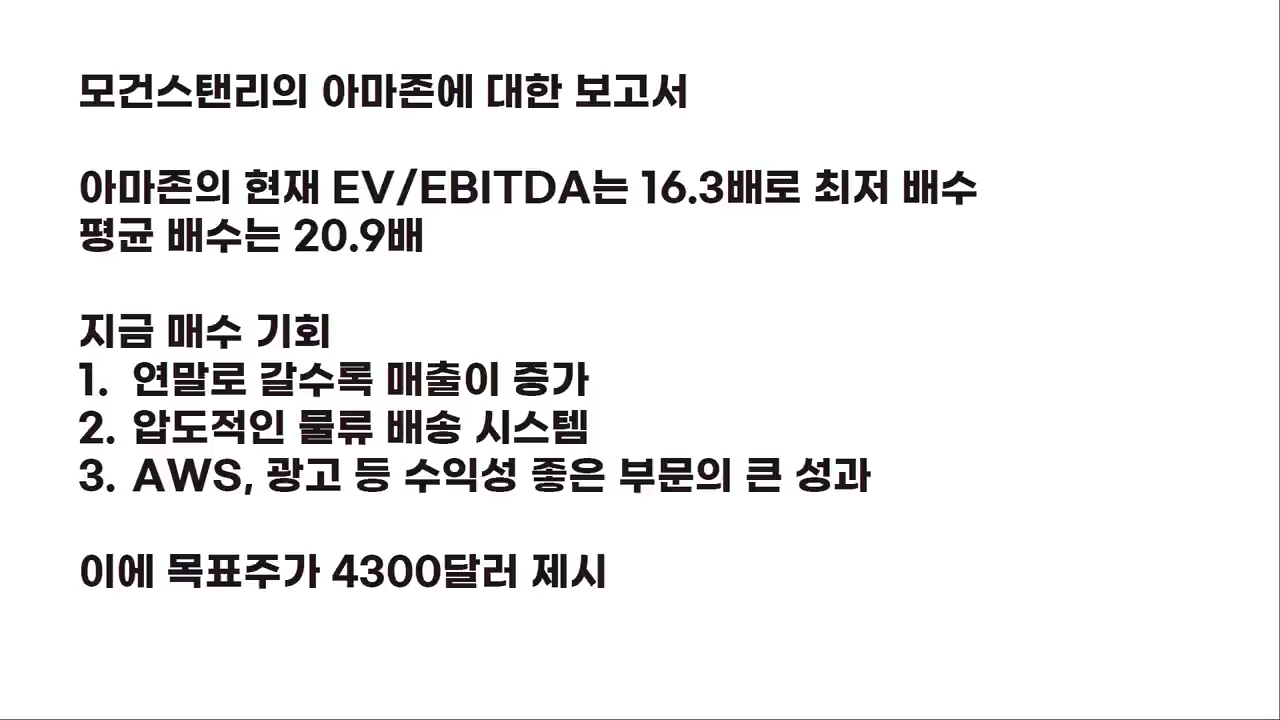 모건스탠리의 아마존에 대한 보고서
아마존의 현재 EV/EBITDA는 16.3배로 최저 배수
평균 배수는 20.9배
지금 매수 기회
1. 연말로 갈수록 매출이 증가
2. 압도적인 물류 배송 시스템
3. AWS, 광고 등 수익성 좋은 부문의 큰 성과
이에 목표주가 4300달러 제시